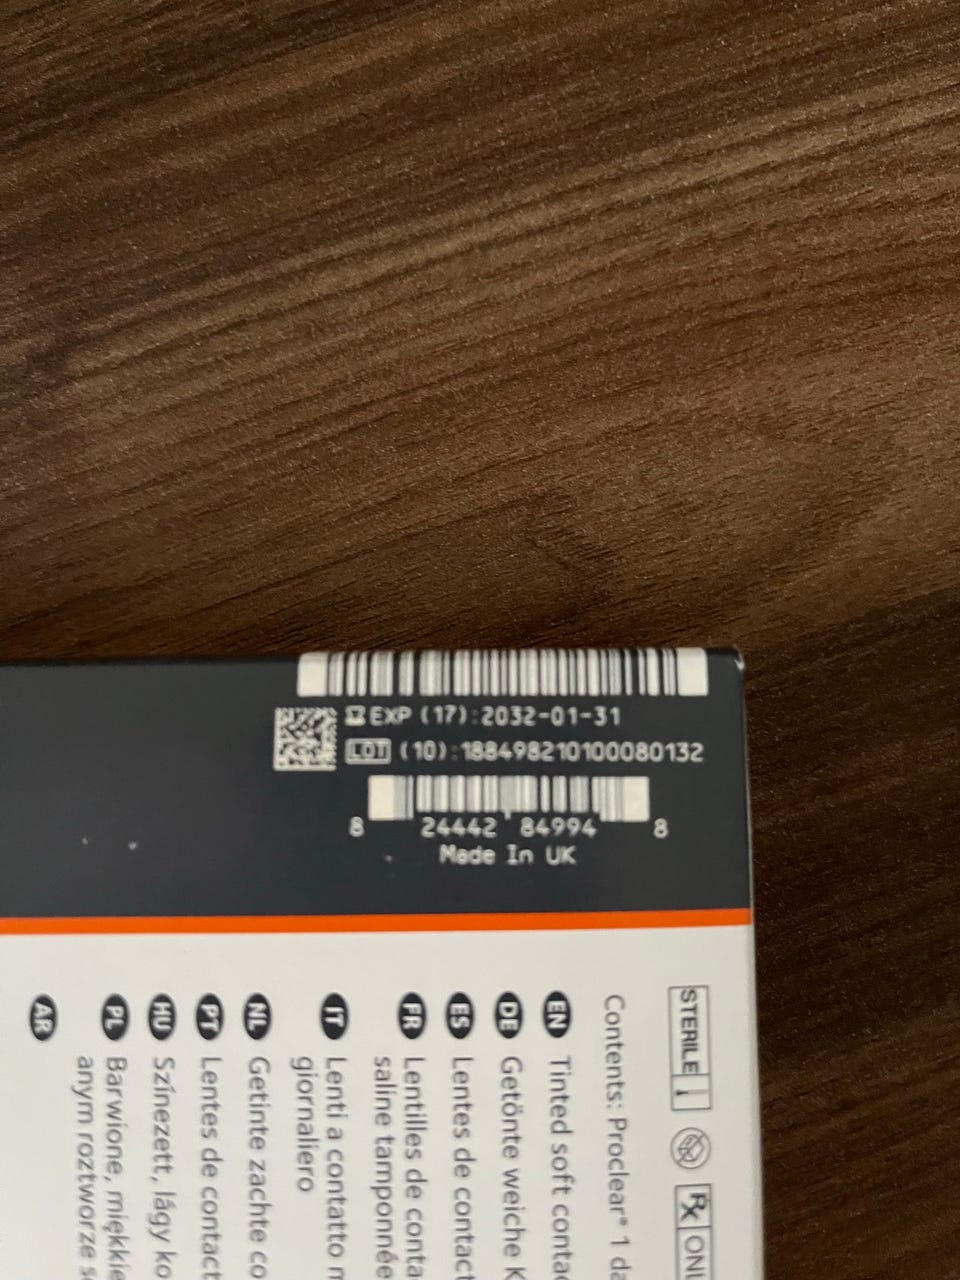 EXP (17):2032-01-31
LOT (10):18849821010008​0132
8 24442 84994 8
Made In UK
STERILE
Rx ONL
Contents: Proclear® 1 da
EN Tinted soft contac
DE Getönte weiche K
ES Lentes de contact
FR Lentilles de conta
saline tamponnée
IT Lenti a contatto m
giornaliero
NL Getinte zachte co
PT Lentes de contact
HU Színezett, lágy ko
PL Barwione, miękkie
anym roztworze s
AR